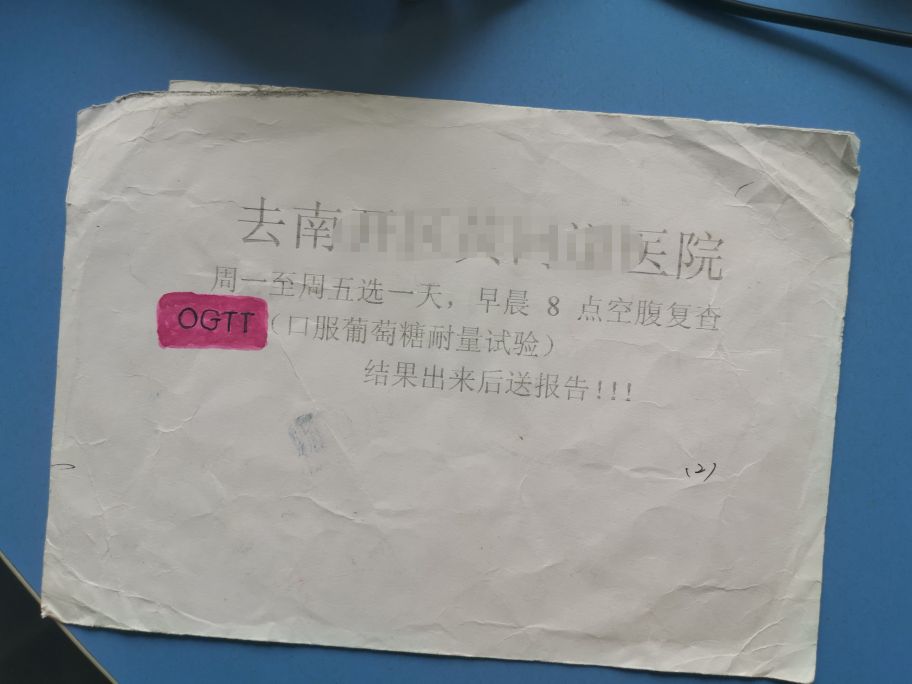 去南医院
周一至周五选一天，早晨 8 点空腹复查
OGTT（口服葡萄糖耐量试验）
结果出来后送报告!!!
(2)